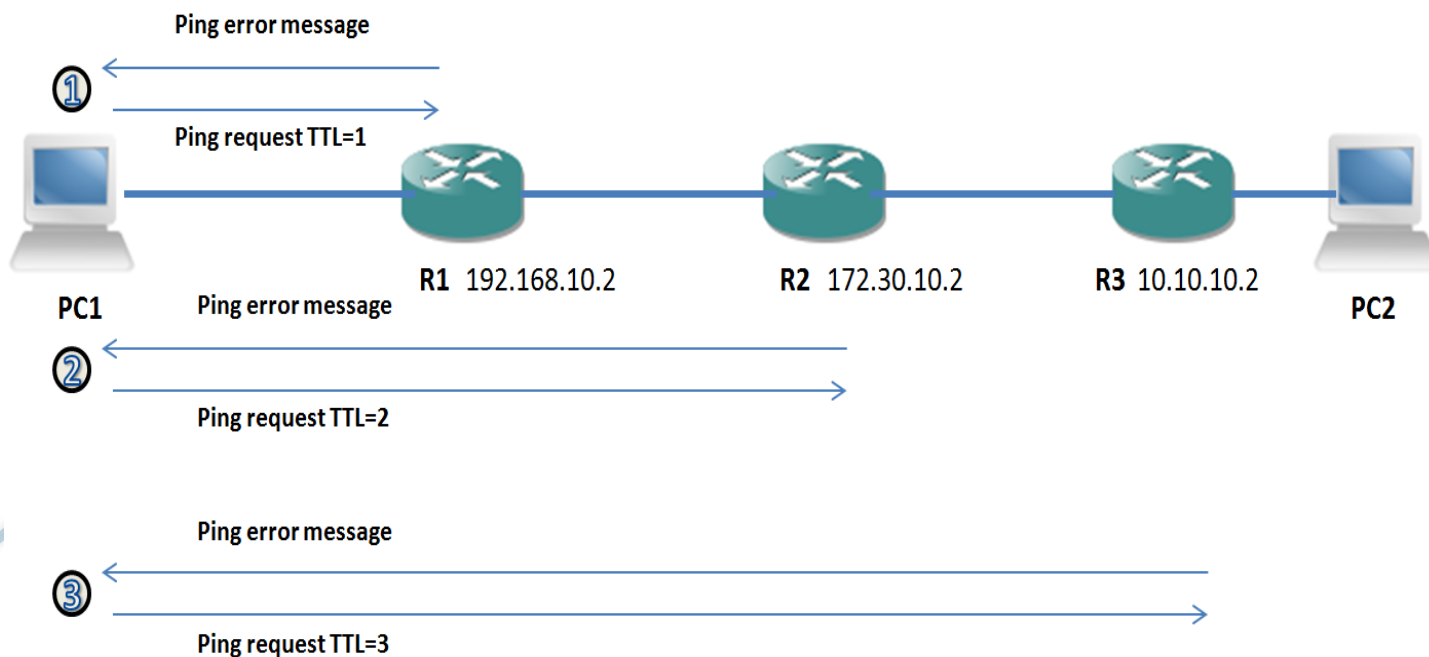 Ping error message
1
Ping request TTL=1
R1 192.168.10.2
R2 172.30.10.2
R3 10.10.10.2
PC1
PC2
Ping error message
2
Ping request TTL=2
Ping error message
3
Ping request TTL=3